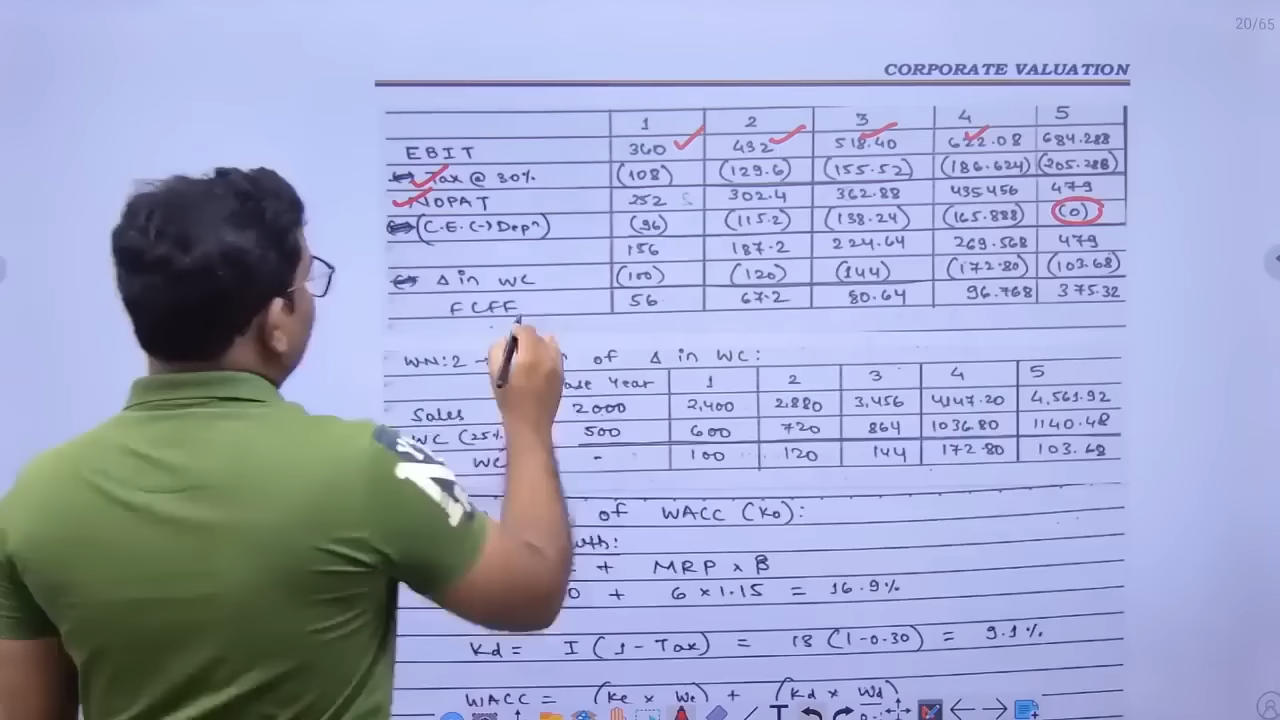 20/65
CORPORATE VALUATION
1 2 3 4 5
EBIT 360 432 518.40 622.08 684.288
Tax @ 30% (108) (129.6) (155.52) (186.624) (205.288)
NOPAT 252 302.4 362.88 435.456 479
(C.E. (-) Depn) (96) (115.2) (138.24) (165.888) (0)
156 187.2 224.64 269.568 479
Δ in WC (100) (120) (144) (172.80) (103.68)
FCFF 56 67.2 80.64 96.768 375.32
WN:2 of Δ in WC:
ase Year 1 2 3 4 5
Sales 2000 2,400 2,880 3,456 4147.20 4,561.92
WC (25% 500 600 720 864 1036.80 1140.48
WC - 100 120 144 172.80 103.68
of WACC (Ko):
wth:
+ MRP x β
0 + 6 x 1.15 = 16.9%
Kd = I (1 - Tax) = 13 (1-0.30) = 9.1%
WACC = (Ke x We) + (Kd x Wd)